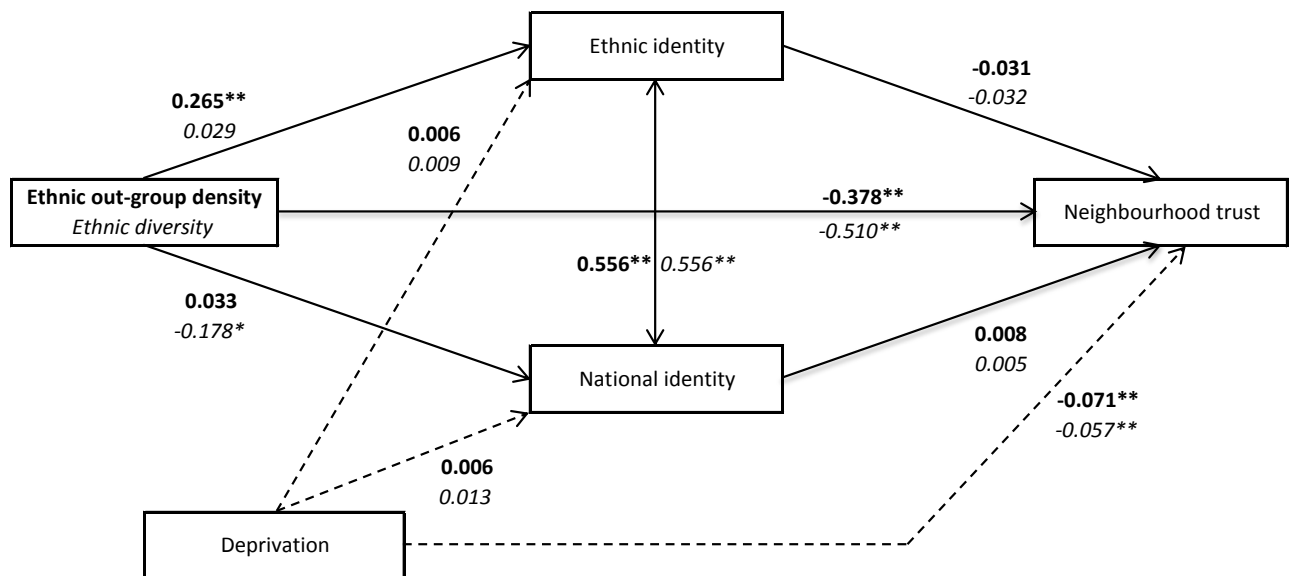 Ethnic identity
-0.031
-0.032
0.265**
0.029
0.006
0.009
Ethnic out-group density
Ethnic diversity
-0.378**
-0.510**
Neighbourhood trust
0.556** 0.556**
0.033
-0.178*
National identity
0.008
0.005
-0.071**
-0.057**
0.006
0.013
Deprivation